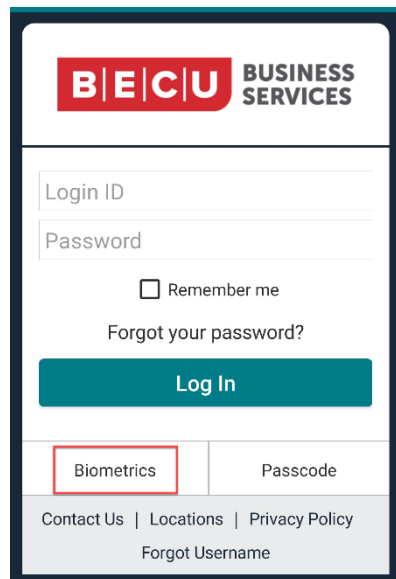 B|E|C|U BUSINESS
SERVICES
Login ID
Password
Remember me
Forgot your password?
Log In
Biometrics Passcode
Contact Us | Locations | Privacy Policy
Forgot Username